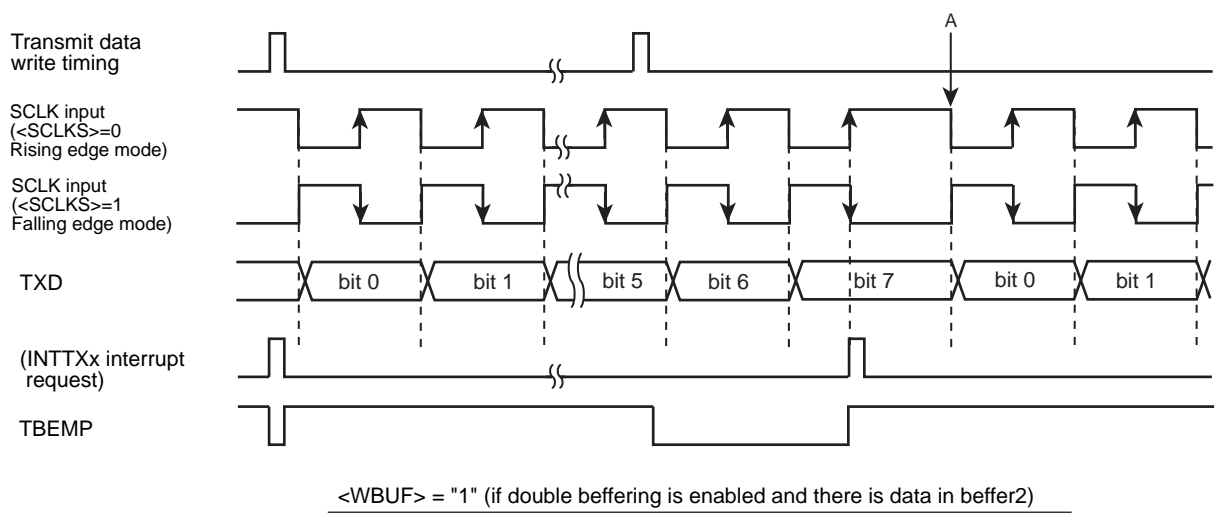 A
Transmit data
write timing
SCLK input
(<SCLKS>=0
Rising edge mode)
SCLK input
(<SCLKS>=1
Falling edge mode)
TXD
bit 0
bit 1
bit 5
bit 6
bit 7
bit 0
bit 1
(INTTXx interrupt
request)
TBEMP
<WBUF> = "1" (if double beffering is enabled and there is data in beffer2)